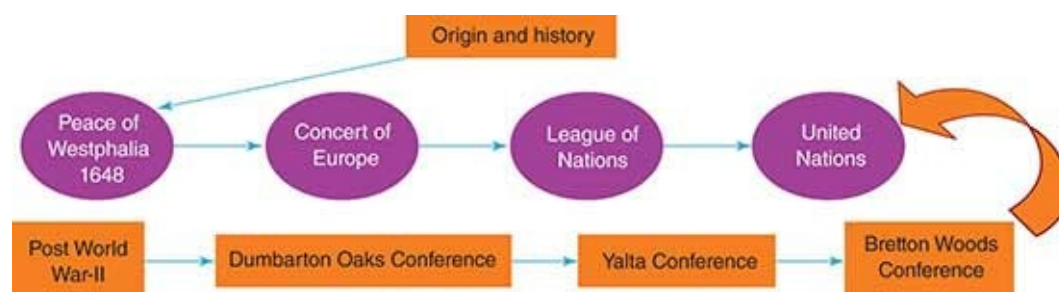 Origin and history
Peace of
Westphalia
1648
Concert of
Europe
League of
Nations
United
Nations
Post World
War-II
Dumbarton Oaks Conference
Yalta Conference
Bretton Woods
Conference